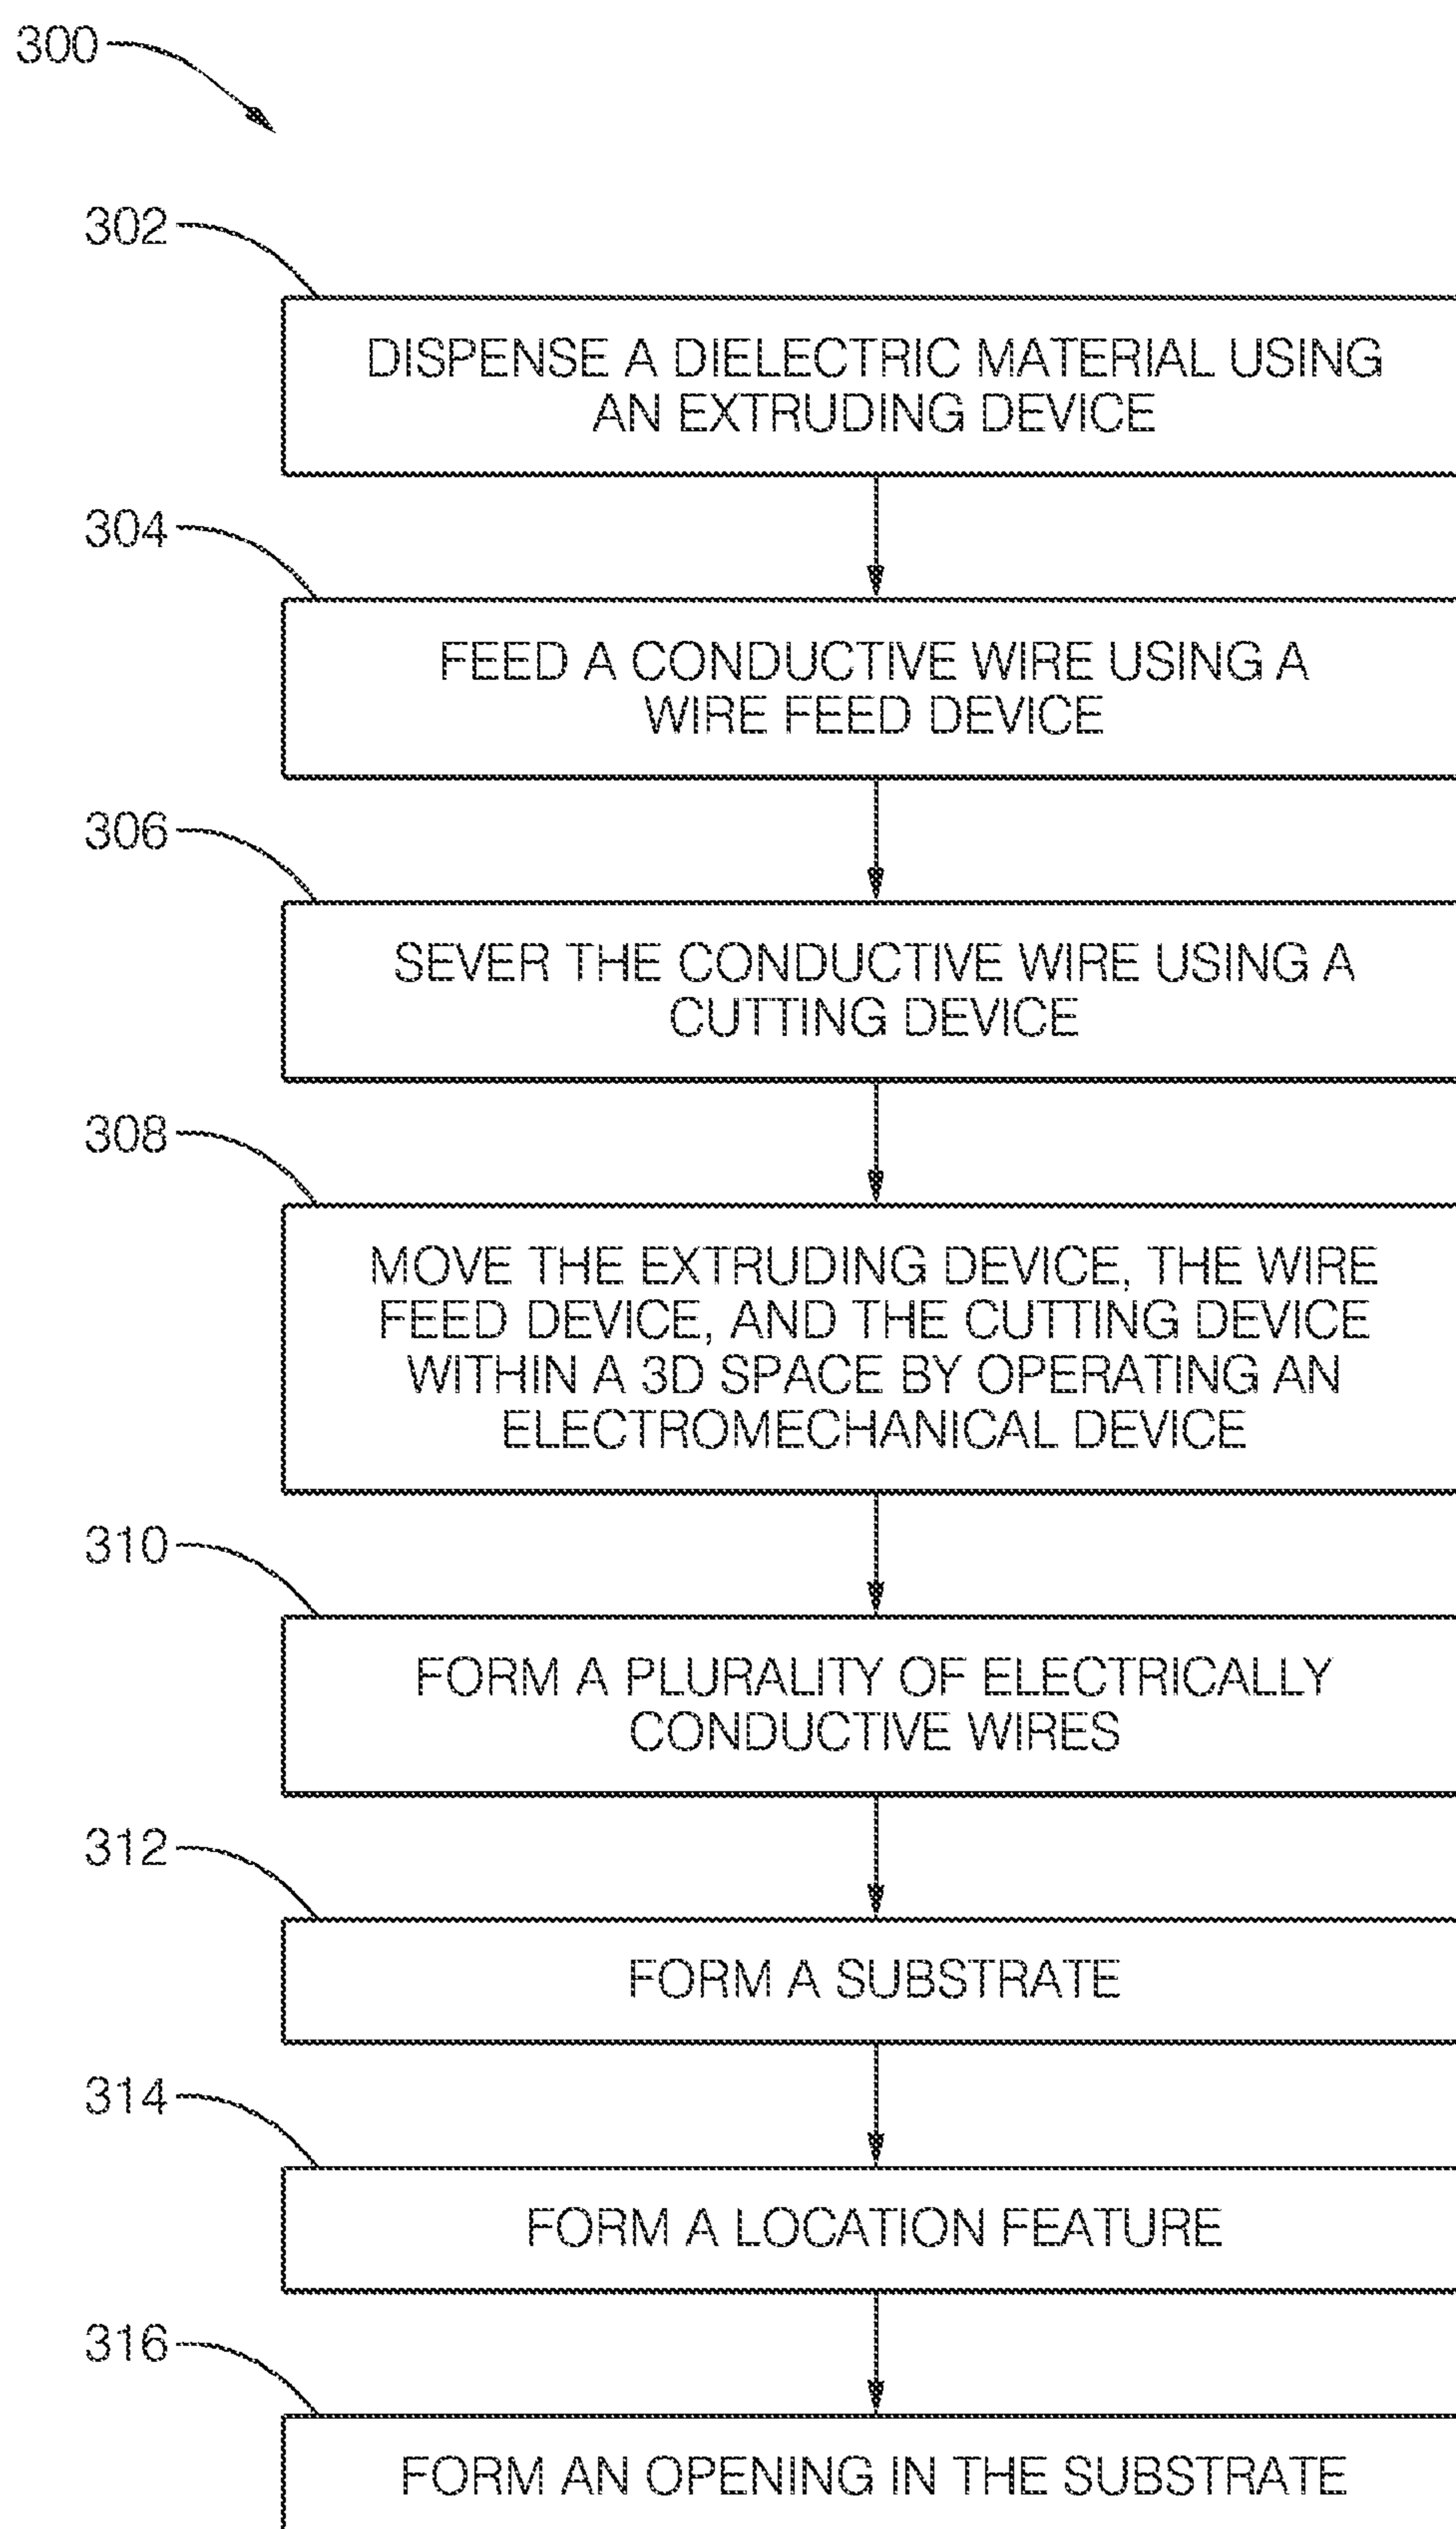 300
302
DISPENSE A DIELECTRIC MATERIAL USING
AN EXTRUDING DEVICE
304
FEED A CONDUCTIVE WIRE USING A
WIRE FEED DEVICE
306
SEVER THE CONDUCTIVE WIRE USING A
CUTTING DEVICE
308
MOVE THE EXTRUDING DEVICE, THE WIRE
FEED DEVICE, AND THE CUTTING DEVICE
WITHIN A 3D SPACE BY OPERATING AN
ELECTROMECHANICAL DEVICE
310
FORM A PLURALITY OF ELECTRICALLY
CONDUCTIVE WIRES
312
FORM A SUBSTRATE
314
FORM A LOCATION FEATURE
316
FORM AN OPENING IN THE SUBSTRATE